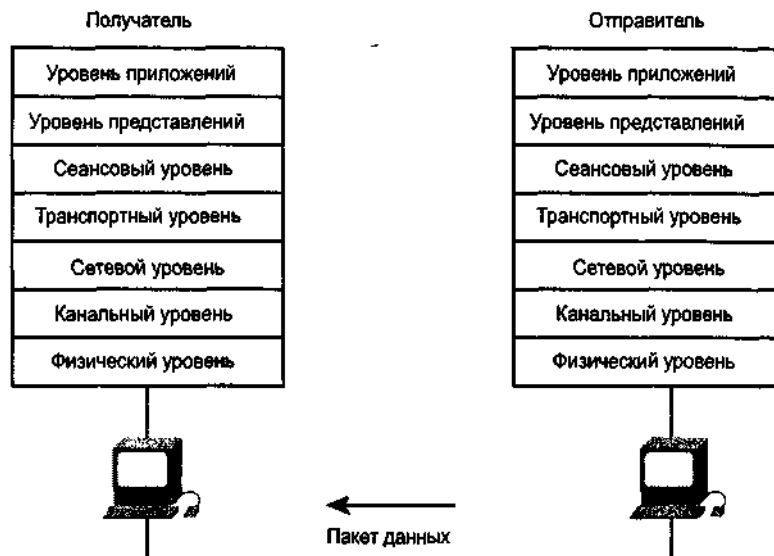 Получатель
Уровень приложений
Уровень представлений
Сеансовый уровень
Транспортный уровень
Сетевой уровень
Канальный уровень
Физический уровень
Отправитель
Уровень приложений
Уровень представлений
Сеансовый уровень
Транспортный уровень
Сетевой уровень
Канальный уровень
Физический уровень
Пакет данных